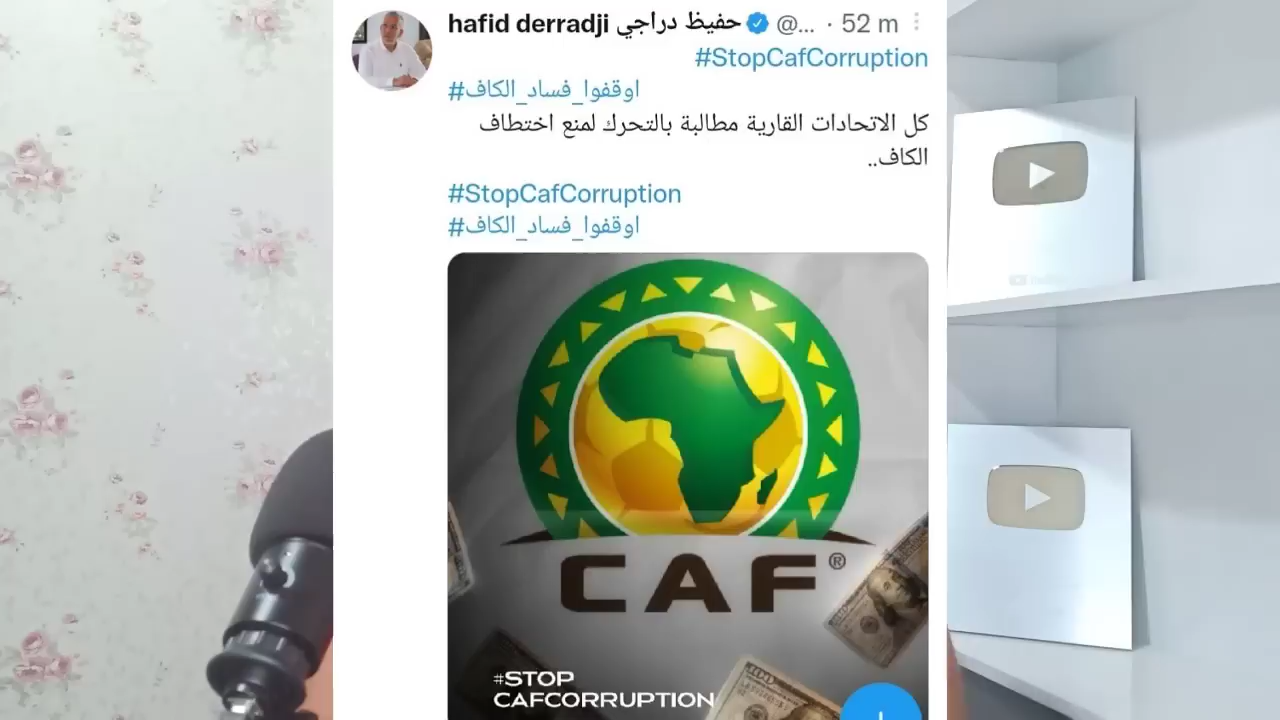 hafid derradji حفيظ دراجي @... · 52 m
#StopCafCorruption
#اوقفوا_فساد_الكاف
كل الاتحادات القارية مطالبة بالتحرك لمنع اختطاف
الكاف..
#StopCafCorruption
#اوقفوا_فساد_الكاف
CAF®
#STOP
CAFCORRUPTION
100